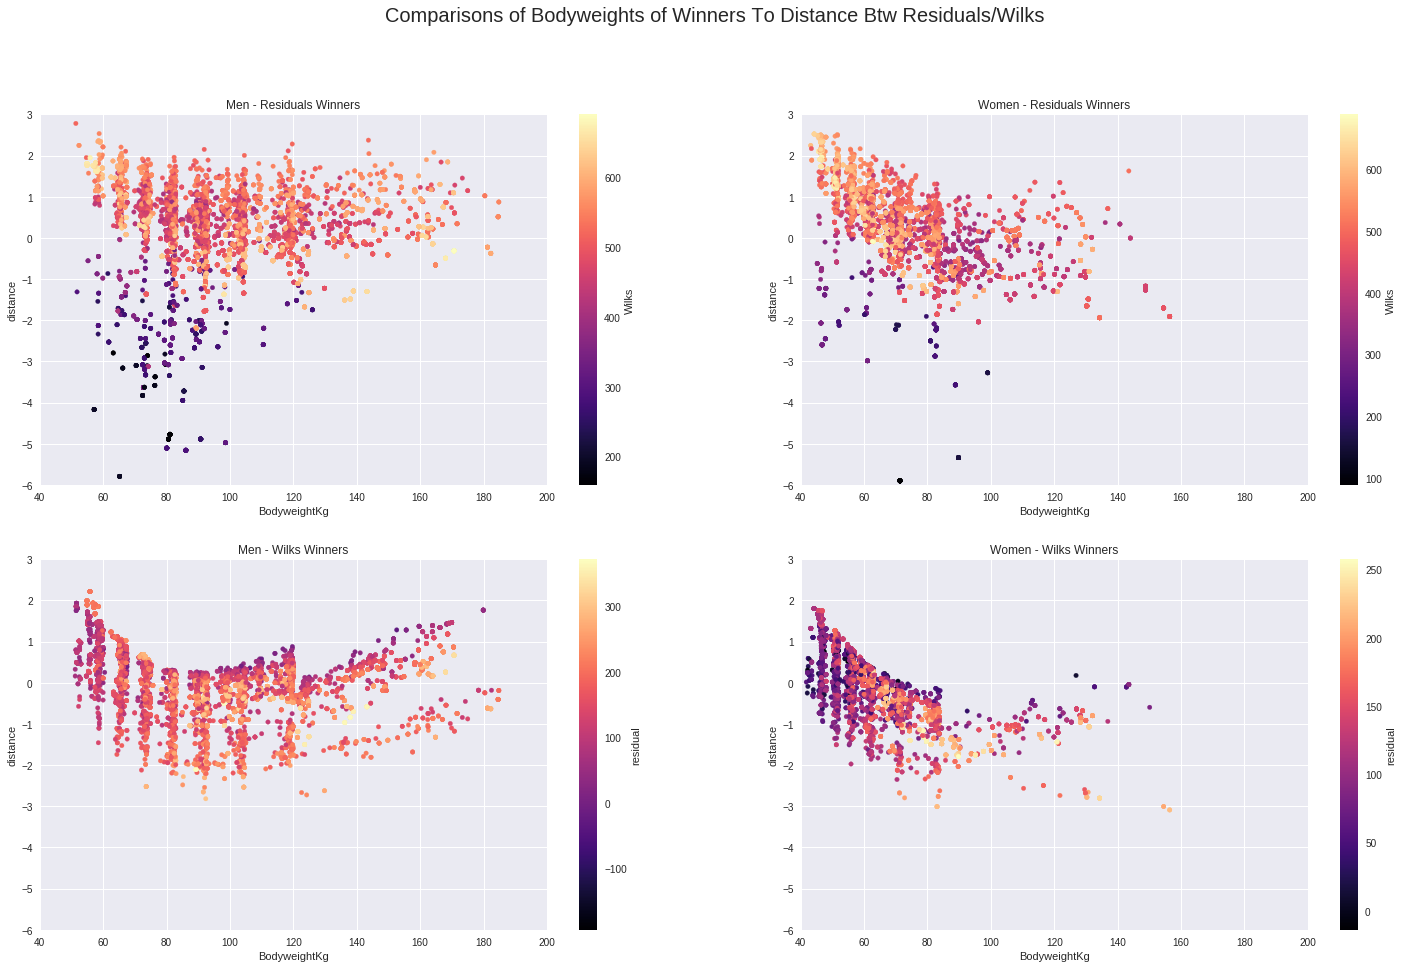 Comparisons of Bodyweights of Winners To Distance Btw Residuals/Wilks
Men - Residuals Winners
3
2
1
0
−1
−2
−3
−4
−5
−6
distance
40 60 80 100 120 140 160 180 200
BodyweightKg
600
500
400
300
200
Wilks
Women - Residuals Winners
3
2
1
0
−1
−2
−3
−4
−5
−6
distance
40 60 80 100 120 140 160 180 200
BodyweightKg
600
500
400
300
200
100
Wilks
Men - Wilks Winners
3
2
1
0
−1
−2
−3
−4
−5
−6
distance
40 60 80 100 120 140 160 180 200
BodyweightKg
300
200
100
0
−100
residual
Women - Wilks Winners
3
2
1
0
−1
−2
−3
−4
−5
−6
distance
40 60 80 100 120 140 160 180 200
BodyweightKg
250
200
150
100
50
0
residual